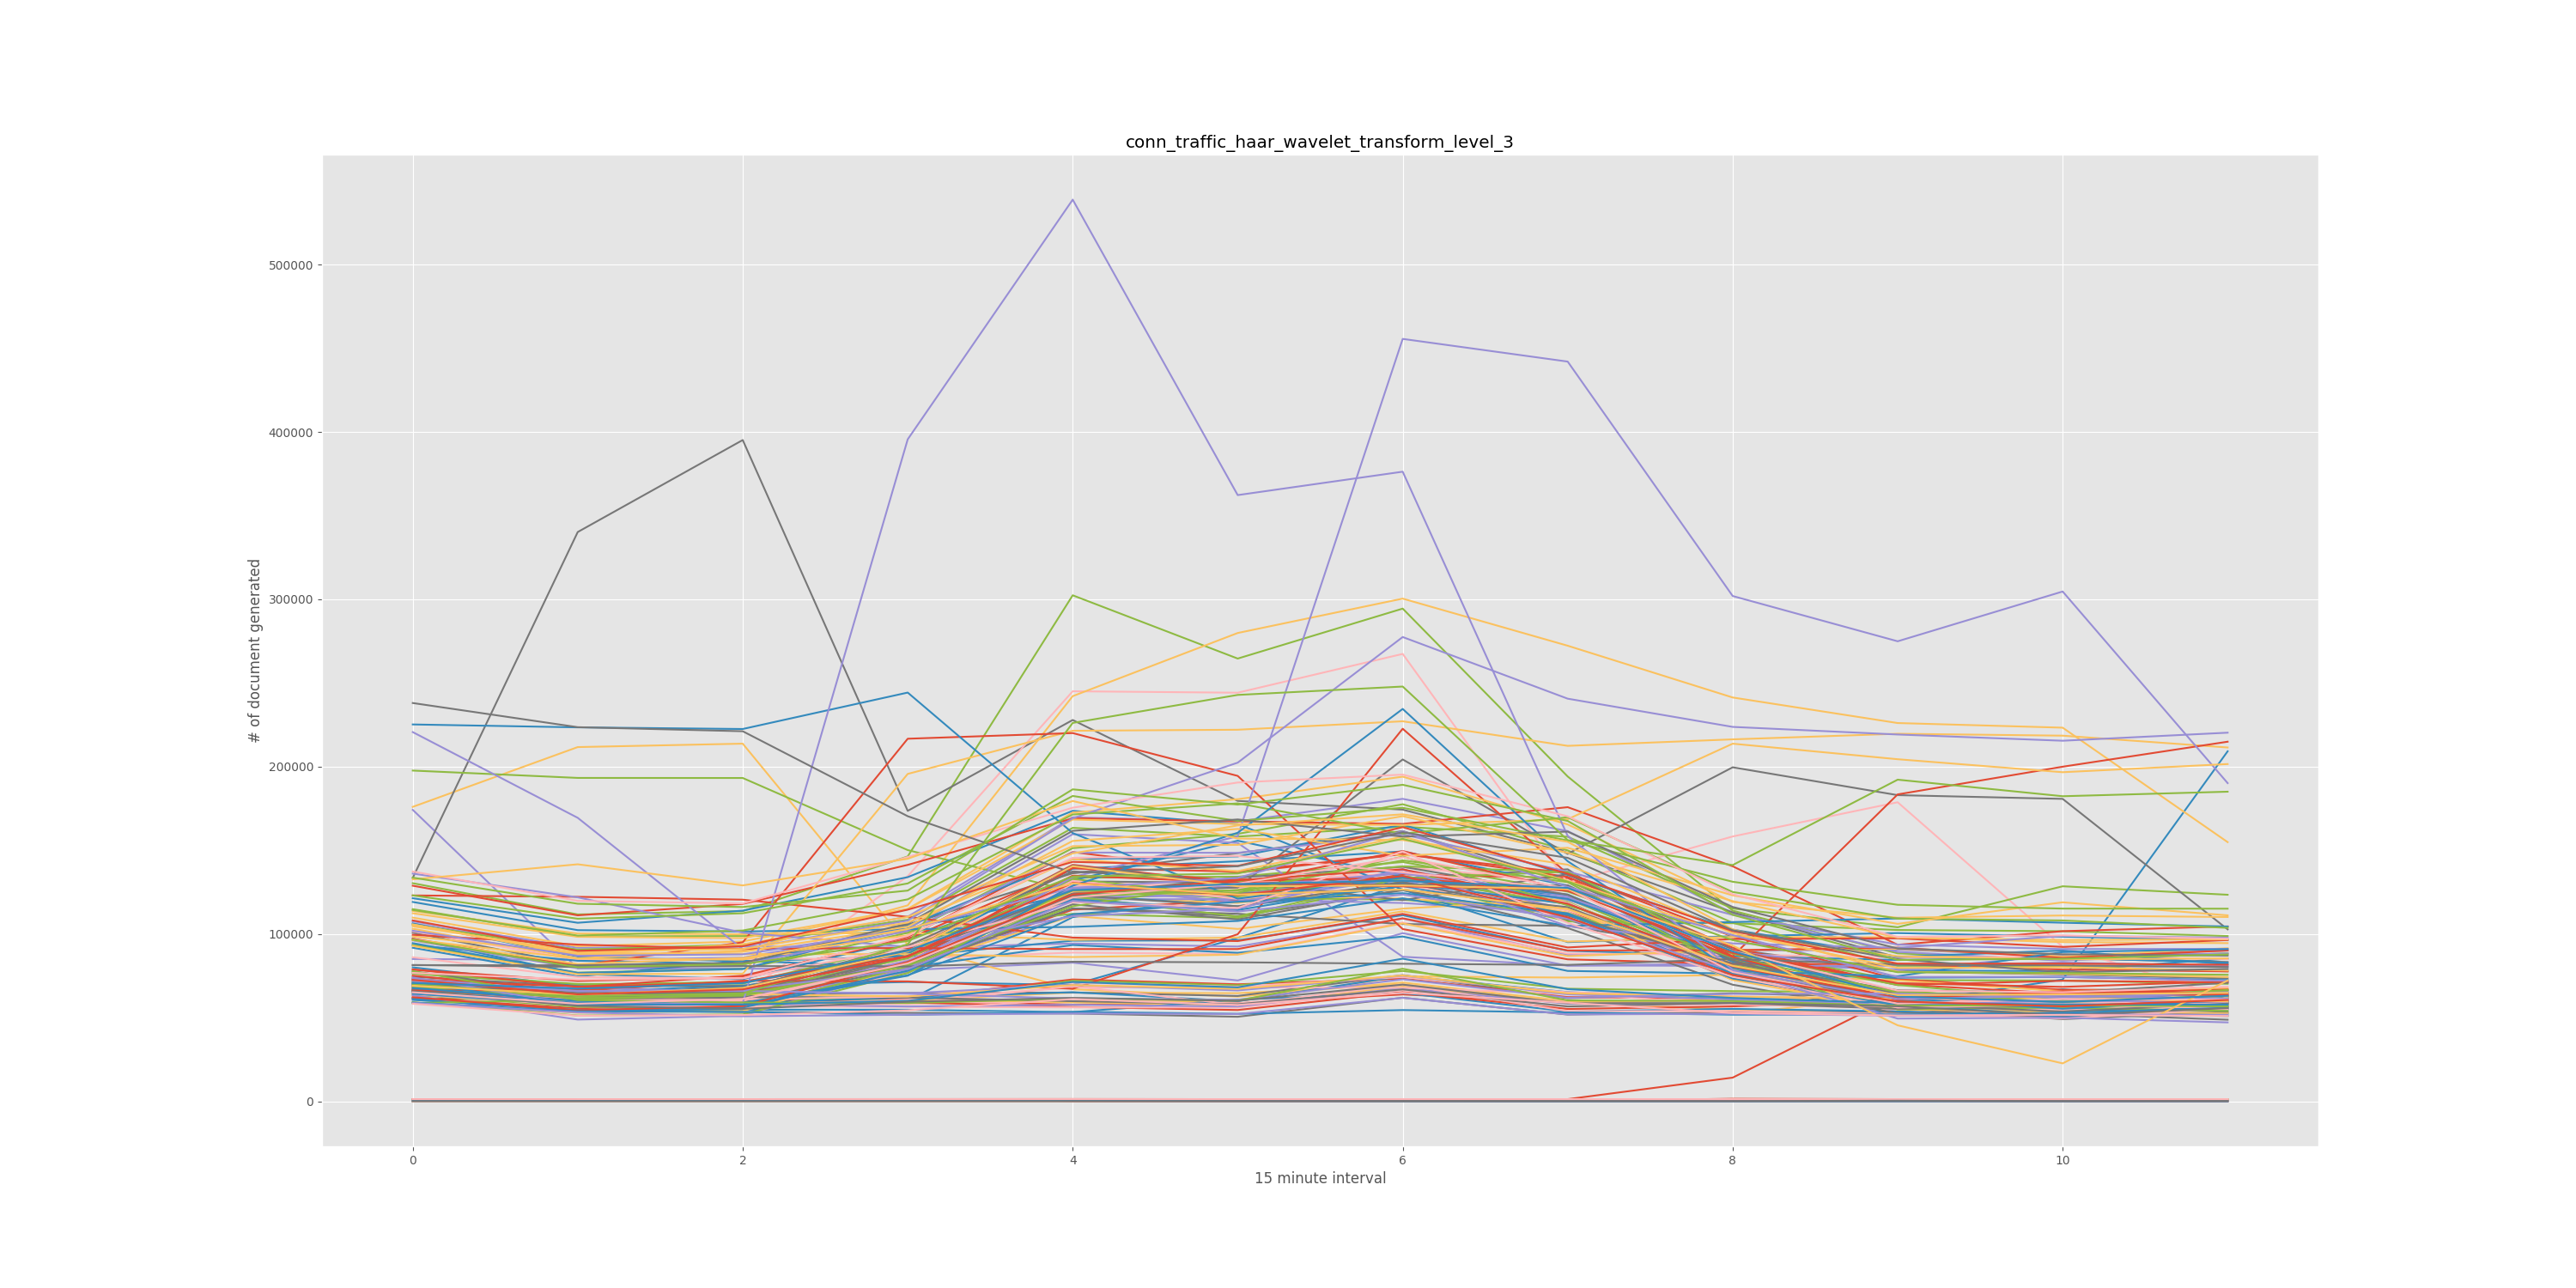 conn_traffic_haar_wavelet_transform_level_3
# of document generated
500000
400000
300000
200000
100000
0
0 2 4 6 8 10
15 minute interval